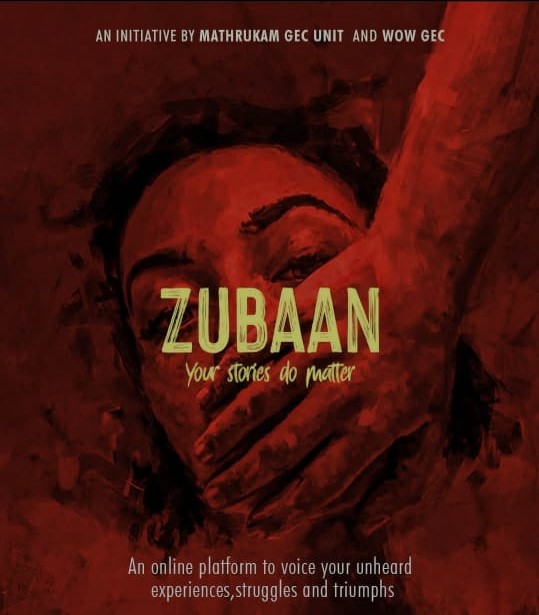 AN INITIATIVE BY MATHRUKAM GEC UNIT AND WOW GEC
ZUBAAN
Your stories do matter
An online platform to voice your unheard
experiences,struggles and triumphs